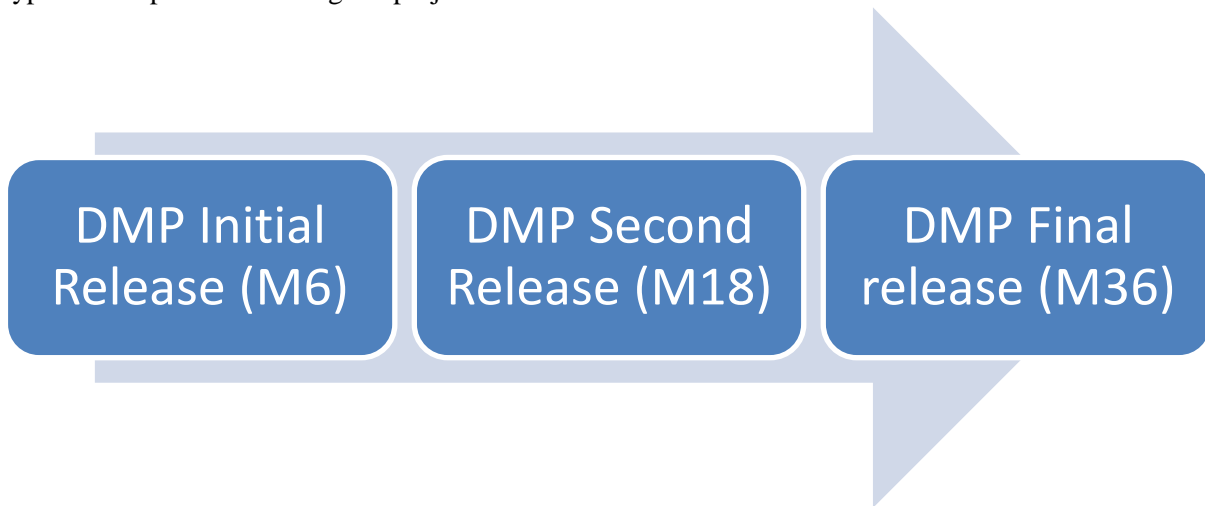 DMP Initial
Release (M6)
DMP Second
Release (M18)
DMP Final
release (M36)